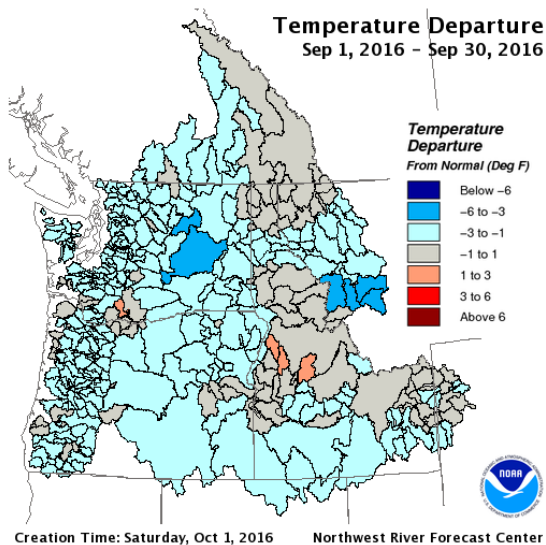 Temperature Departure
Sep 1, 2016 – Sep 30, 2016
Temperature
Departure
From Normal (Deg F)
Below −6
−6 to −3
−3 to −1
−1 to 1
1 to 3
3 to 6
Above 6
NOAA
Creation Time: Saturday, Oct 1, 2016
Northwest River Forecast Center